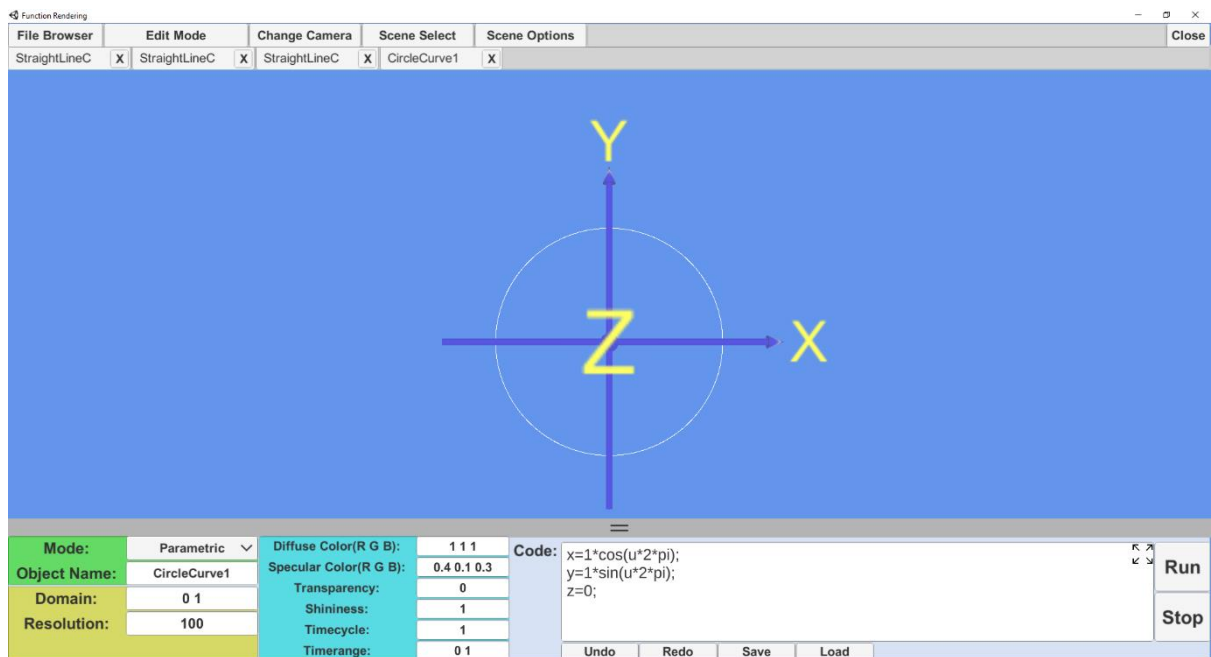 Function Rendering
File Browser Edit Mode Change Camera Scene Select Scene Options Close
StraightLineC X StraightLineC X StraightLineC X CircleCurve1 X
Y
Z X
Mode: Parametric
Object Name: CircleCurve1
Domain: 0 1
Resolution: 100
Diffuse Color(R G B): 1 1 1
Specular Color(R G B): 0.4 0.1 0.3
Transparency: 0
Shininess: 1
Timecycle: 1
Timerange: 0 1
Code:
x=1*cos(u*2*pi);
y=1*sin(u*2*pi);
z=0;
Run
Stop
Undo Redo Save Load